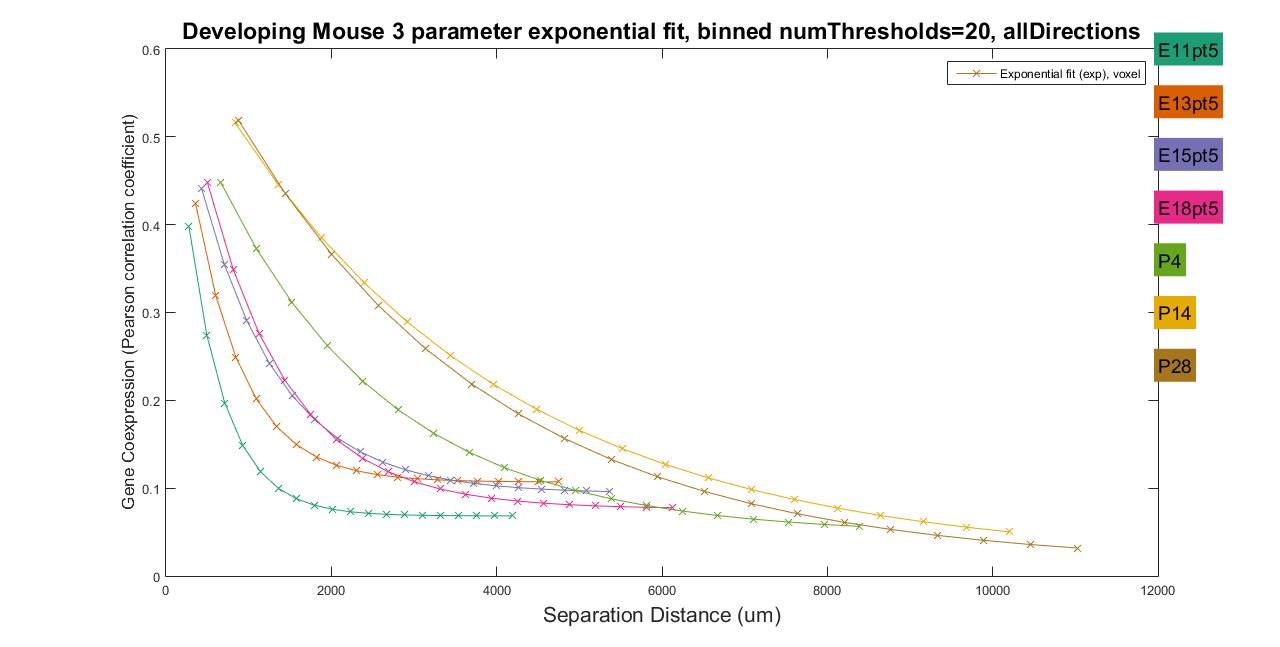 Developing Mouse 3 parameter exponential fit, binned numThresholds=20, allDirections
Exponential fit (exp), voxel
E11pt5
E13pt5
E15pt5
E18pt5
P4
P14
P28
Gene Coexpression (Pearson correlation coefficient)
0.6
0.5
0.4
0.3
0.2
0.1
0
0 2000 4000 6000 8000 10000 12000
Separation Distance (um)